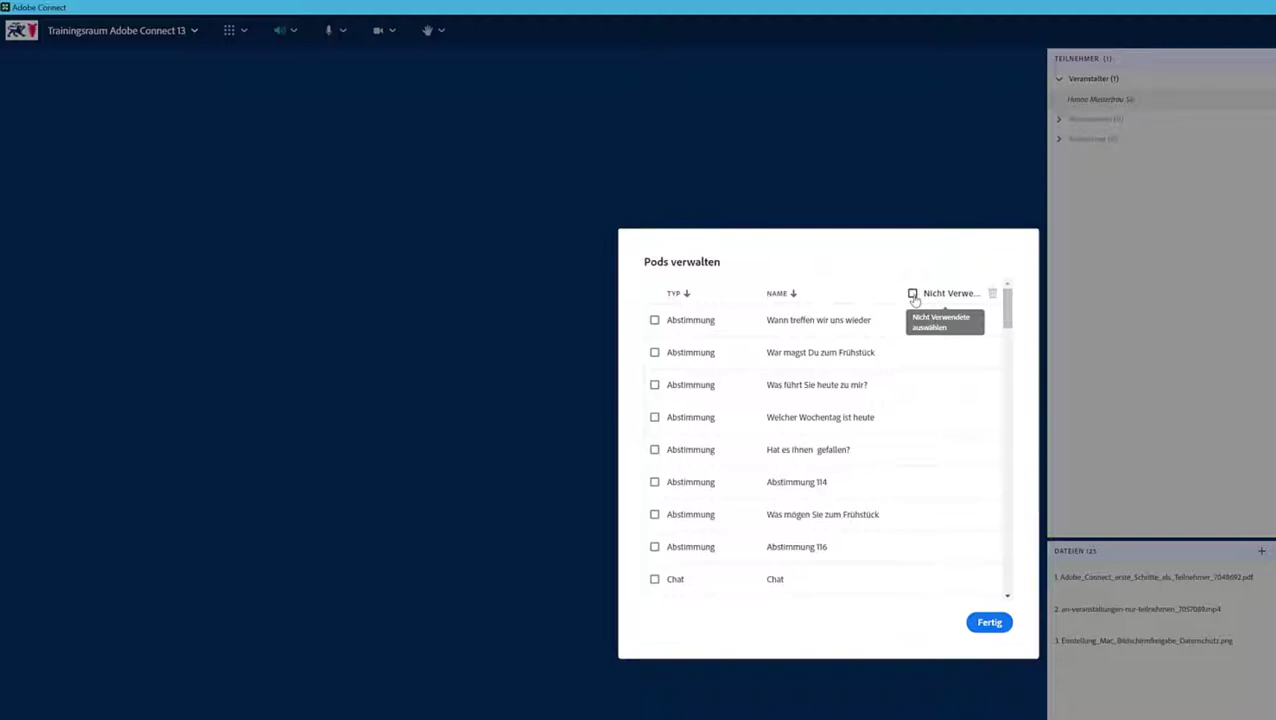 Adobe Connect
Trainingsraum Adobe Connect 13
TEILNEHMER (1)
Veranstalter (1)
Pods verwalten
TYP NAME Nicht Verwe...
Nicht Verwendete
auswählen
Abstimmung Wann treffen wir uns wieder
Abstimmung War magst Du zum Frühstück
Abstimmung Was führt Sie heute zu mir?
Abstimmung Welcher Wochentag ist heute
Abstimmung Hat es Ihnen gefallen?
Abstimmung Abstimmung 114
Abstimmung Was mögen Sie zum Frühstück
Abstimmung Abstimmung 116
Chat Chat
Fertig
DATEIEN (25
1. Adobe_Connect_erste_Schritte_als_Teilnehmer_7048692.pdf
2. an-veranstaltungen-nur-teilnehmen_7057089.mp4
3. Einstellung_Mac_Bildschirmfreigabe_Datenschutz.png